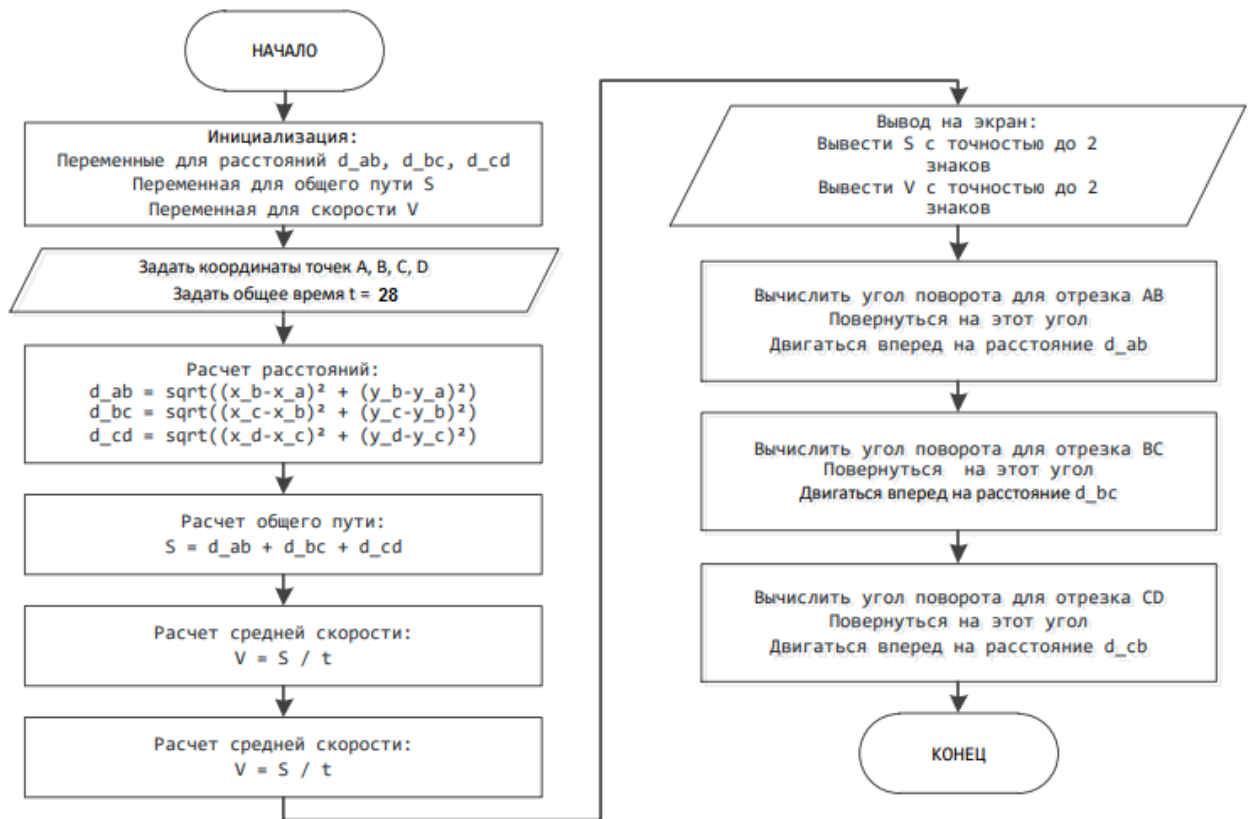 НАЧАЛО
Инициализация:
Переменные для расстояний d_ab, d_bc, d_cd
Переменная для общего пути S
Переменная для скорости V
Задать координаты точек A, B, C, D
Задать общее время t = 28
Расчет расстояний:
d_ab = sqrt((x_b-x_a)² + (y_b-y_a)²)
d_bc = sqrt((x_c-x_b)² + (y_c-y_b)²)
d_cd = sqrt((x_d-x_c)² + (y_d-y_c)²)
Расчет общего пути:
S = d_ab + d_bc + d_cd
Расчет средней скорости:
V = S / t
Расчет средней скорости:
V = S / t
Вывод на экран:
Вывести S с точностью до 2
знаков
Вывести V с точностью до 2
знаков
Вычислить угол поворота для отрезка AB
Повернуться на этот угол
Двигаться вперед на расстояние d_ab
Вычислить угол поворота для отрезка BC
Повернуться на этот угол
Двигаться вперед на расстояние d_bc
Вычислить угол поворота для отрезка CD
Повернуться на этот угол
Двигаться вперед на расстояние d_cb
КОНЕЦ